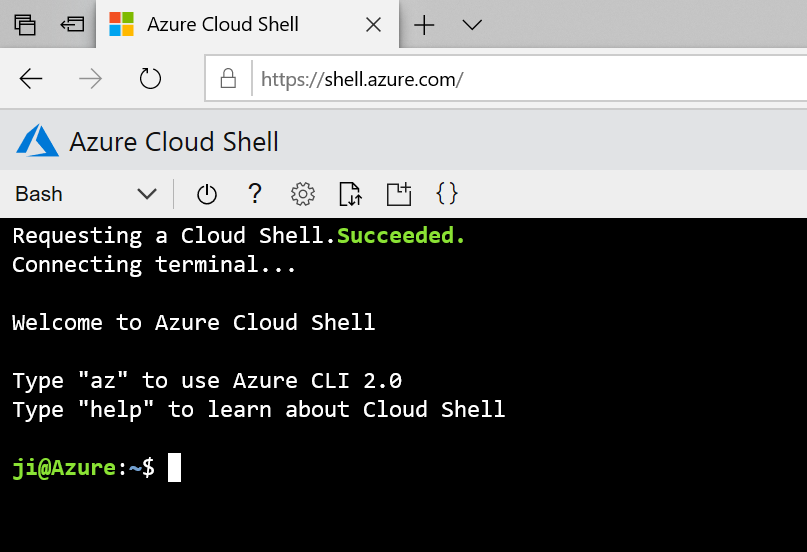 Azure Cloud Shell
https://shell.azure.com/
Azure Cloud Shell
Bash
?
{ }
Requesting a Cloud Shell.Succeeded.
Connecting terminal...
Welcome to Azure Cloud Shell
Type "az" to use Azure CLI 2.0
Type "help" to learn about Cloud Shell
ji@Azure:~$